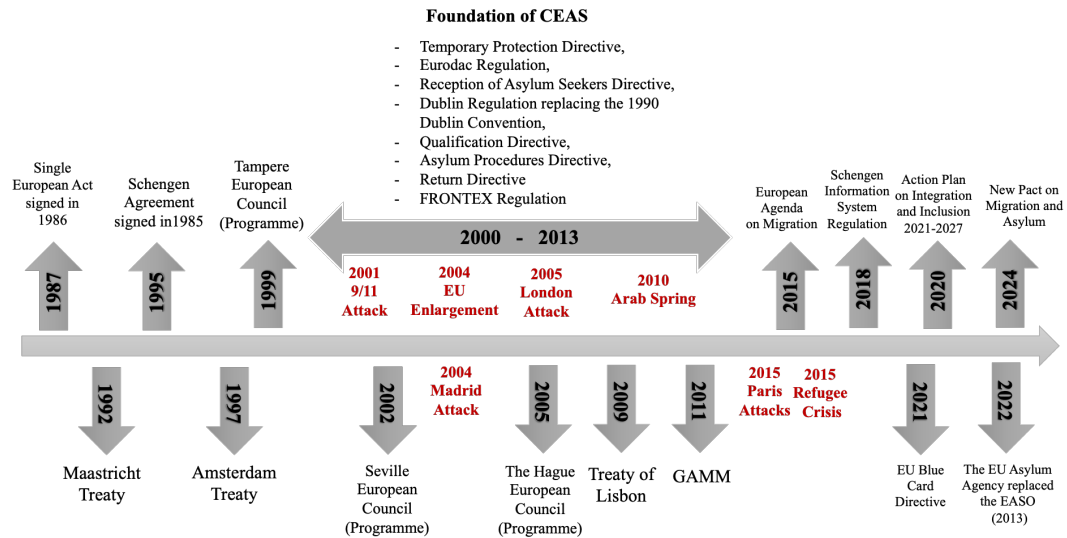 Foundation of CEAS
- Temporary Protection Directive,
- Eurodac Regulation,
- Reception of Asylum Seekers Directive,
- Dublin Regulation replacing the 1990
Dublin Convention,
- Qualification Directive,
- Asylum Procedures Directive,
- Return Directive
- FRONTEX Regulation
Single
European Act
signed in
1986
Schengen
Agreement
signed in1985
Tampere
European
Council
(Programme)
European
Agenda
on Migration
Schengen
Information
System
Regulation
Action Plan
on Integration
and Inclusion
2021-2027
New Pact on
Migration and
Asylum
2000 - 2013
1987
1995
1999
2001
9/11
Attack
2004
EU
Enlargement
2005
London
Attack
2010
Arab Spring
2015
2018
2020
2024
1992
1997
2002
2004
Madrid
Attack
2005
2009
2011
2015
Paris
Attacks
2015
Refugee
Crisis
2021
2022
Maastricht
Treaty
Amsterdam
Treaty
Seville
European
Council
(Programme)
The Hague
European
Council
(Programme)
Treaty of
Lisbon
GAMM
EU Blue
Card
Directive
The EU Asylum
Agency replaced
the EASO
(2013)